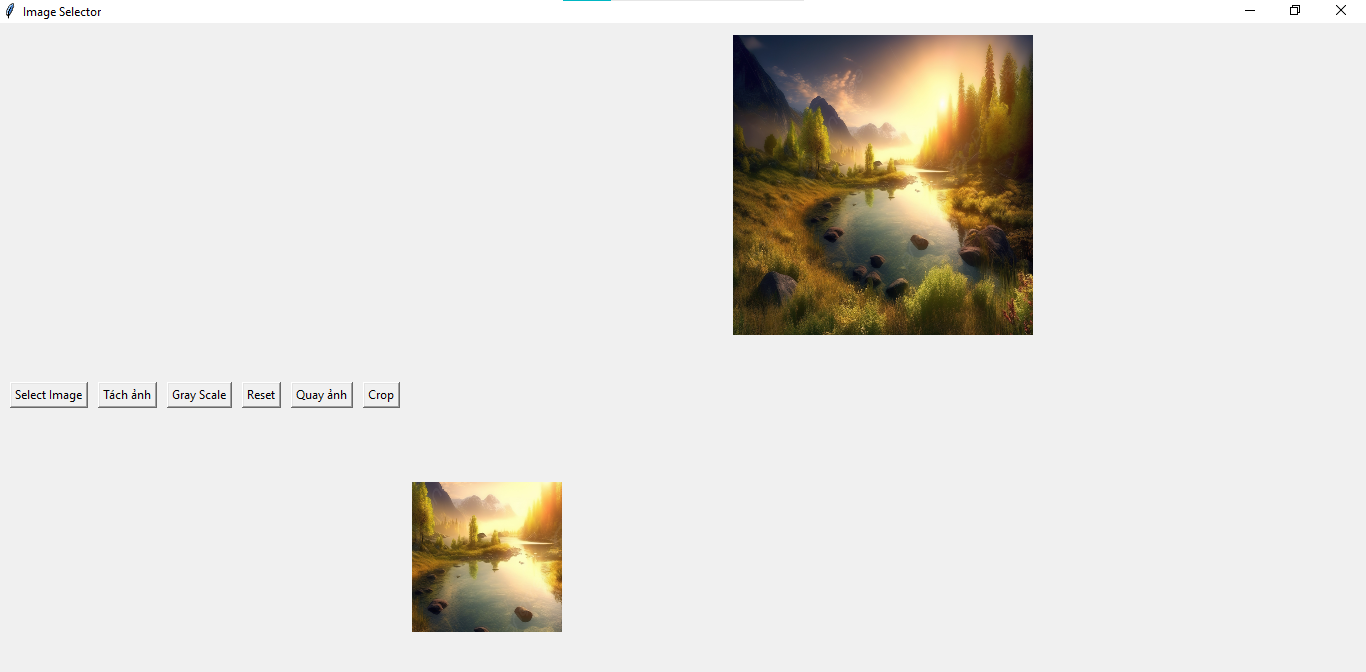 Image Selector
Select Image Tách ảnh Gray Scale Reset Quay ảnh Crop